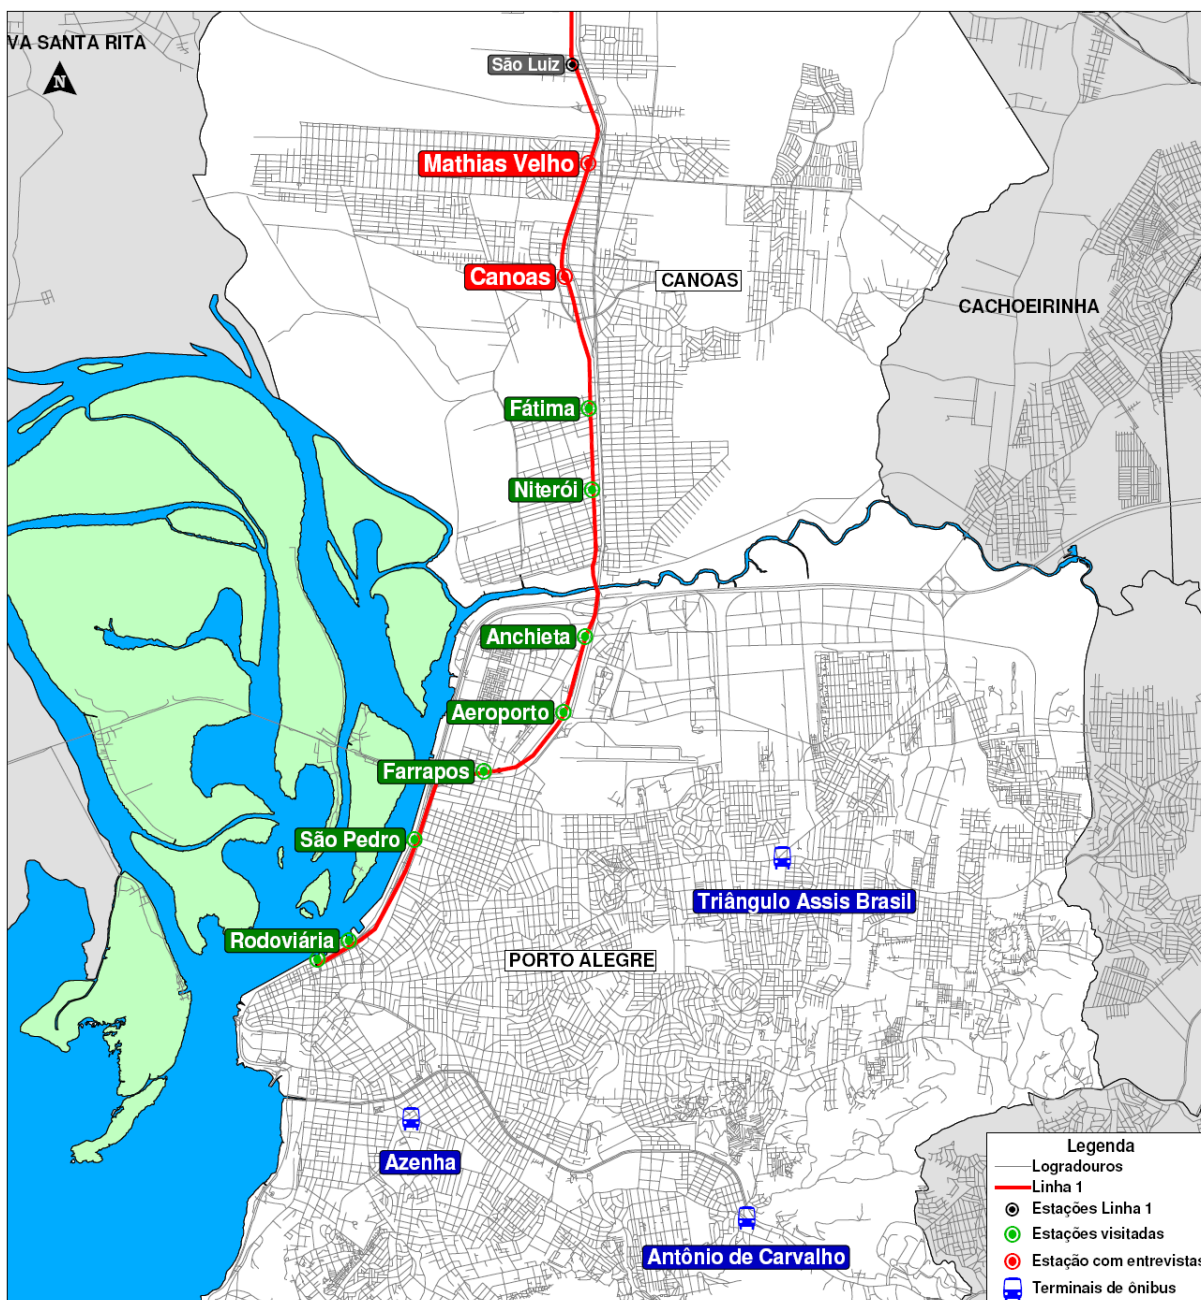 VA SANTA RITA
N
São Luiz
Mathias Velho
Canoas
CANOAS
CACHOEIRINHA
Fátima
Niterói
Anchieta
Aeroporto
Farrapos
São Pedro
Triângulo Assis Brasil
Rodoviária
PORTO ALEGRE
Azenha
Antônio de Carvalho
Legenda
Logradouros
Linha 1
Estações Linha 1
Estações visitadas
Estação com entrevistas
Terminais de ônibus